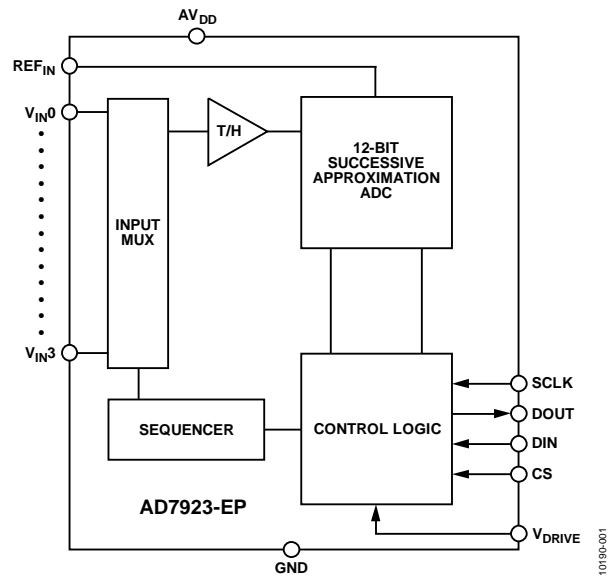 AVDD
REFIN
VIN0
T/H
12-BIT
SUCCESSIVE
APPROXIMATION
ADC
INPUT
MUX
VIN3
SCLK
DOUT
SEQUENCER
CONTROL LOGIC
DIN
CS
AD7923-EP
VDRIVE
GND
10190-001